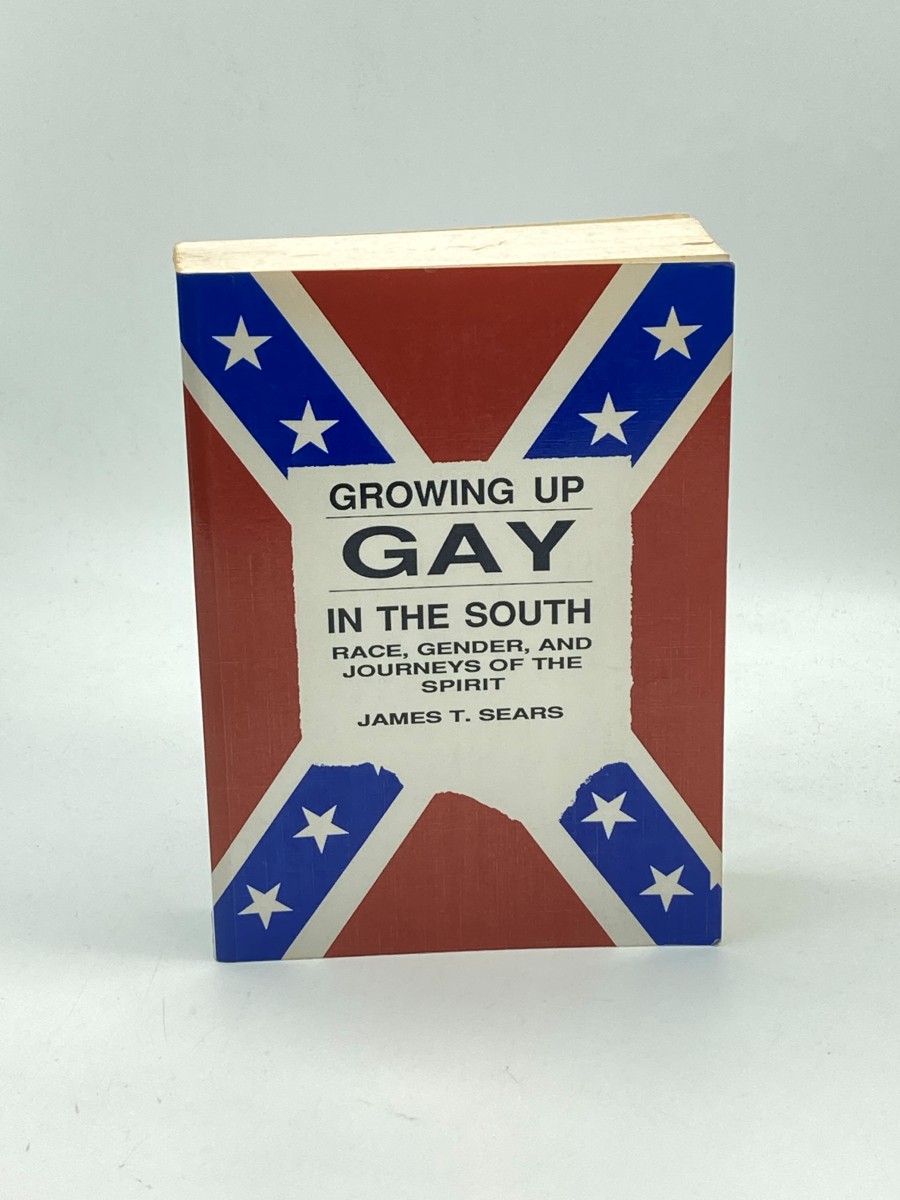 GROWING UP
GAY
IN THE SOUTH
RACE, GENDER, AND
JOURNEYS OF THE
SPIRIT
JAMES T. SEARS